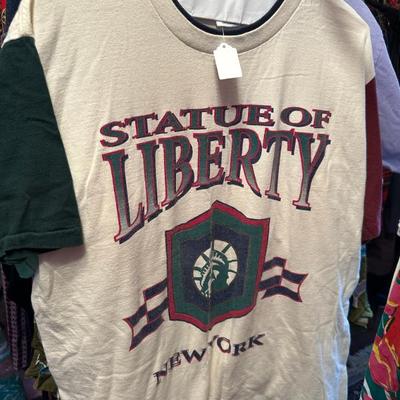 STATUE OF
LIBERTY
NEW YORK